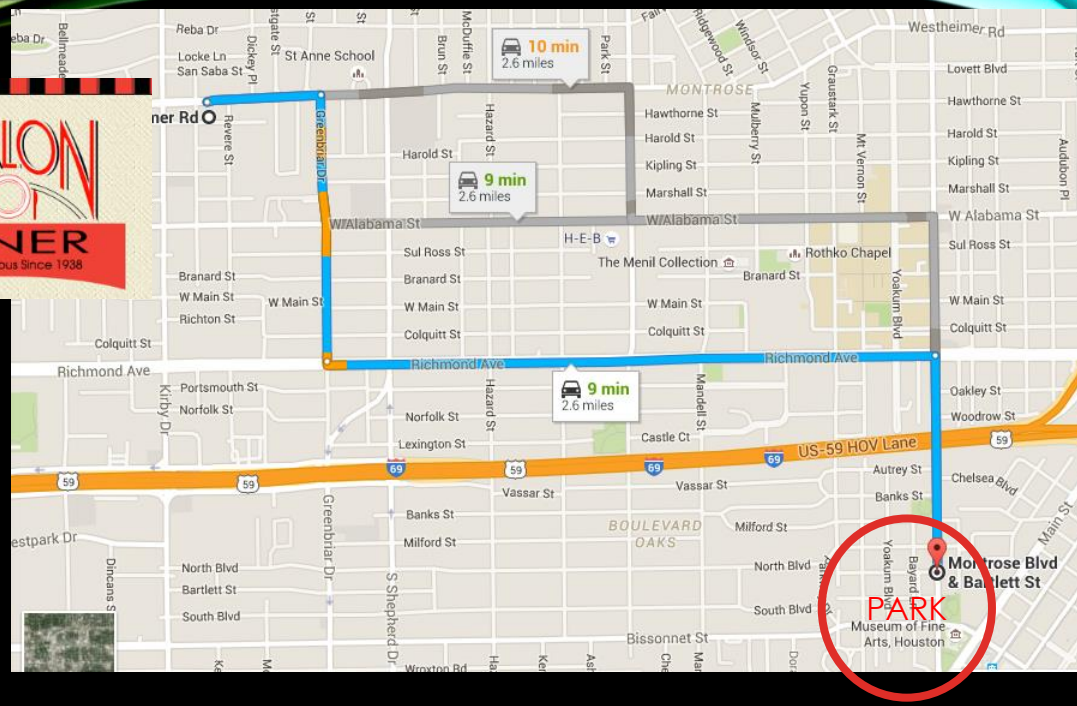 Reba Dr
Westheimer Rd
Bellmeade
McDuffie St
Locke Ln
San Saba St
Dickey Pl
St Anne School
Brun St
10 min
2.6 miles
Park St
Ridgewood St
Windsor St
Graustark St
Lovett Blvd
MONTROSE
Hawthorne St
Mulberry St
Yupon St
Hawthorne St
Revere St
Greenbriar Dr
Hazard St
Harold St
Harold St
Mt Vernon St
Harold St
Kipling St
Kipling St
Audubon Pl
9 min
2.6 miles
Marshall St
Marshall St
W Alabama St
W Alabama St
W Alabama St
H-E-B
Sul Ross St
The Menil Collection
Rothko Chapel
Sul Ross St
Since 1938
Branard St
Branard St
Branard St
Yoakum Blvd
W Main St
W Main St
W Main St
W Main St
W Main St
Richton St
Colquitt St
Colquitt St
Colquitt St
Colquitt St
Richmond Ave
Richmond Ave
Richmond Ave
Kirby Dr
Portsmouth St
Norfolk St
Hazard St
9 min
2.6 miles
Mandell St
Oakley St
Norfolk St
Woodrow St
Lexington St
Castle Ct
US-59 HOV Lane
59
59
59
69
59
69
69
Autrey St
Chelsea Blvd
Vassar St
Vassar St
Banks St
Main St
Greenbriar Dr
Banks St
BOULEVARD
OAKS
Milford St
Milford St
North Blvd
North Blvd
Yoakum Blvd
Bayard
Montrose Blvd
& Bartlett St
Bartlett St
S Shepherd Dr
South Blvd
South Blvd
PARK
Museum of Fine
Arts, Houston
Bissonnet St
Wroxton Rd